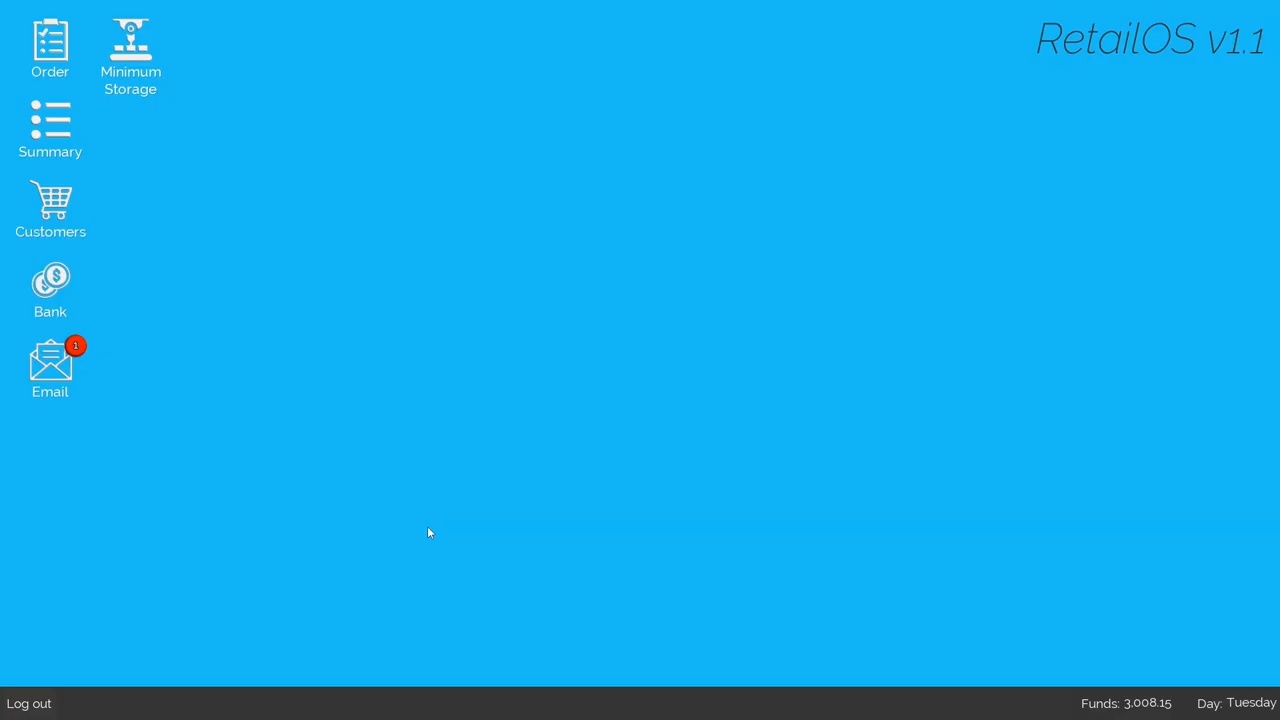 RetailOS v1.1
Order
Minimum
Storage
Summary
Customers
Bank
1
Email
Log out
Funds: 3,008.15
Day: Tuesday